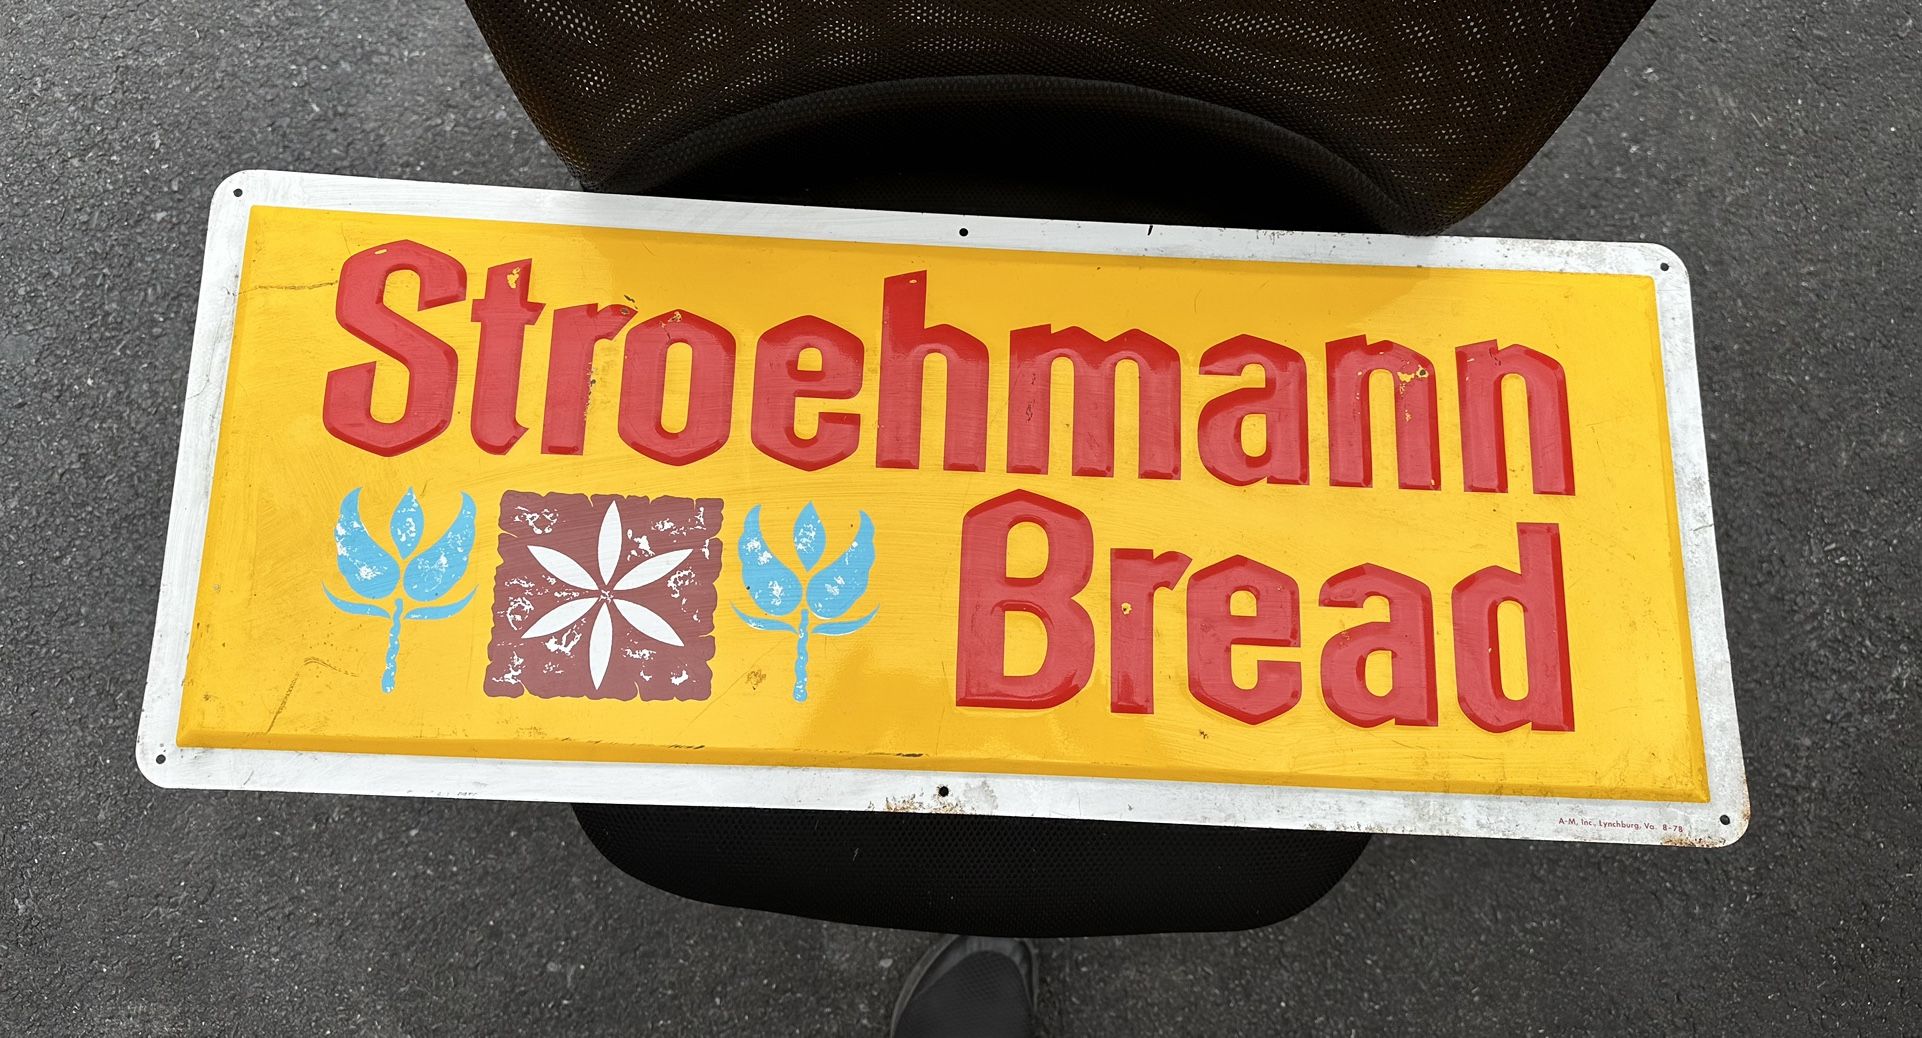 Stroehmann
Bread
A-M, Inc., Lynchburg, Va. 8-78